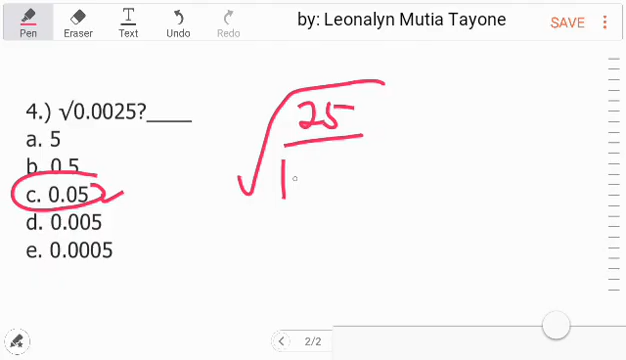 by: Leonalyn Mutia Tayone
SAVE
Pen
Eraser
Text
Undo
Redo
4.) √0.0025?____
a. 5
b. 0.5
c. 0.05
d. 0.005
e. 0.0005
√25
1
2/2